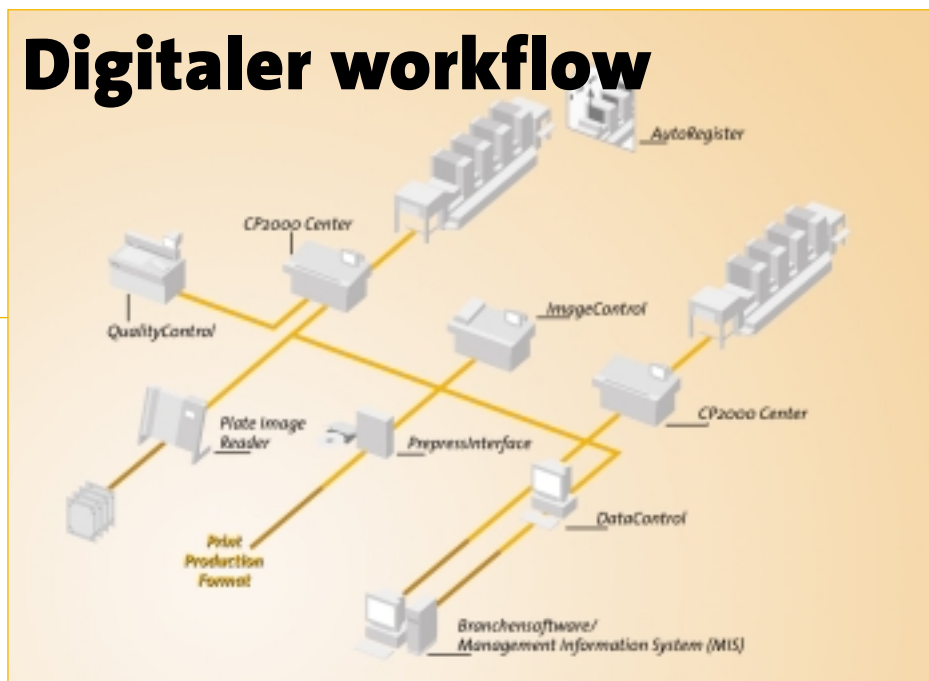 Digitaler workflow
AutoRegister
CP2000 Center
ImageControl
QualityControl
CP2000 Center
Plate Image
Reader
PrepressInterface
DataControl
Print
Production
Format
Branchensoftware/
Management Information System (MIS)